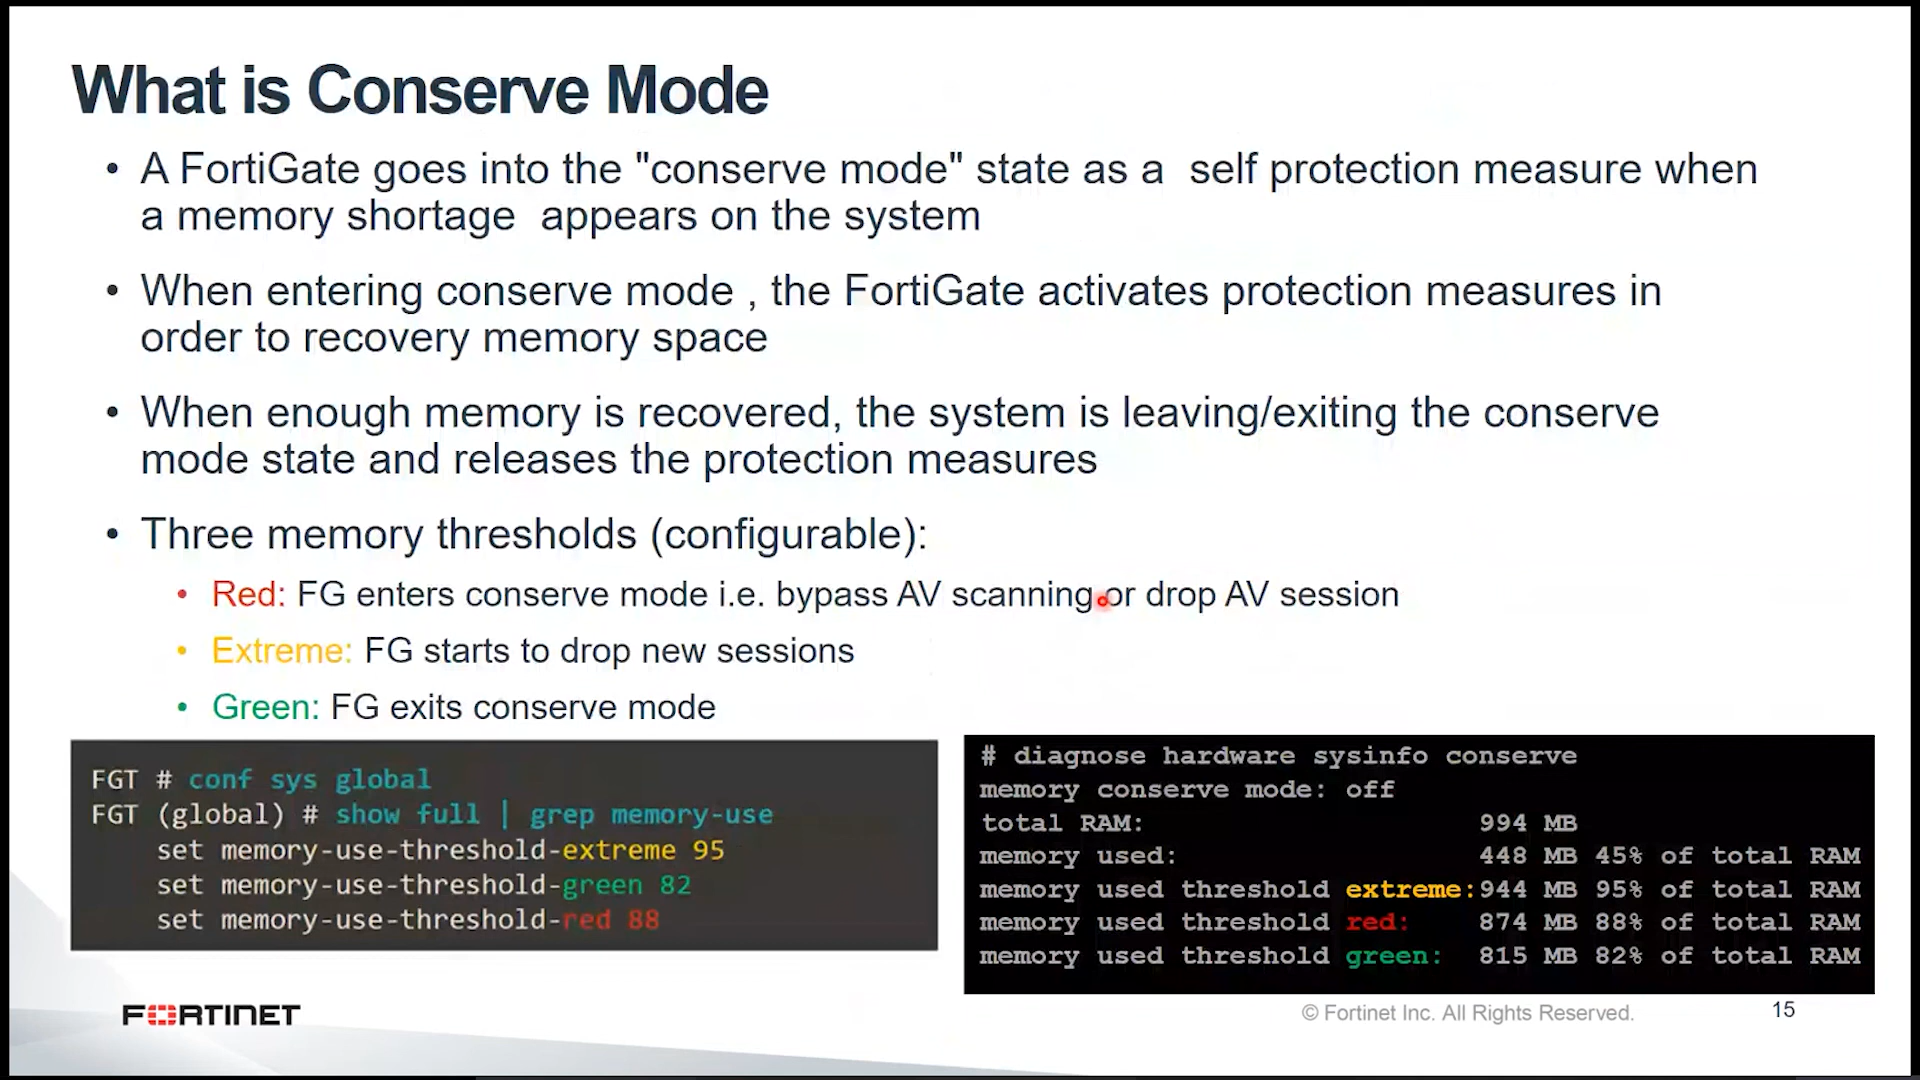 What is Conserve Mode
• A FortiGate goes into the "conserve mode" state as a  self protection measure when
a memory shortage  appears on the system
• When entering conserve mode , the FortiGate activates protection measures in
order to recovery memory space
• When enough memory is recovered, the system is leaving/exiting the conserve
mode state and releases the protection measures
• Three memory thresholds (configurable):
• Red: FG enters conserve mode i.e. bypass AV scanning or drop AV session
• Extreme: FG starts to drop new sessions
• Green: FG exits conserve mode
FGT # conf sys global
FGT (global) # show full | grep memory-use
set memory-use-threshold-extreme 95
set memory-use-threshold-green 82
set memory-use-threshold-red 88
# diagnose hardware sysinfo conserve
memory conserve mode: off
total RAM: 994 MB
memory used: 448 MB 45% of total RAM
memory used threshold extreme: 944 MB 95% of total RAM
memory used threshold red: 874 MB 88% of total RAM
memory used threshold green: 815 MB 82% of total RAM
FORTINET
© Fortinet Inc. All Rights Reserved.
15